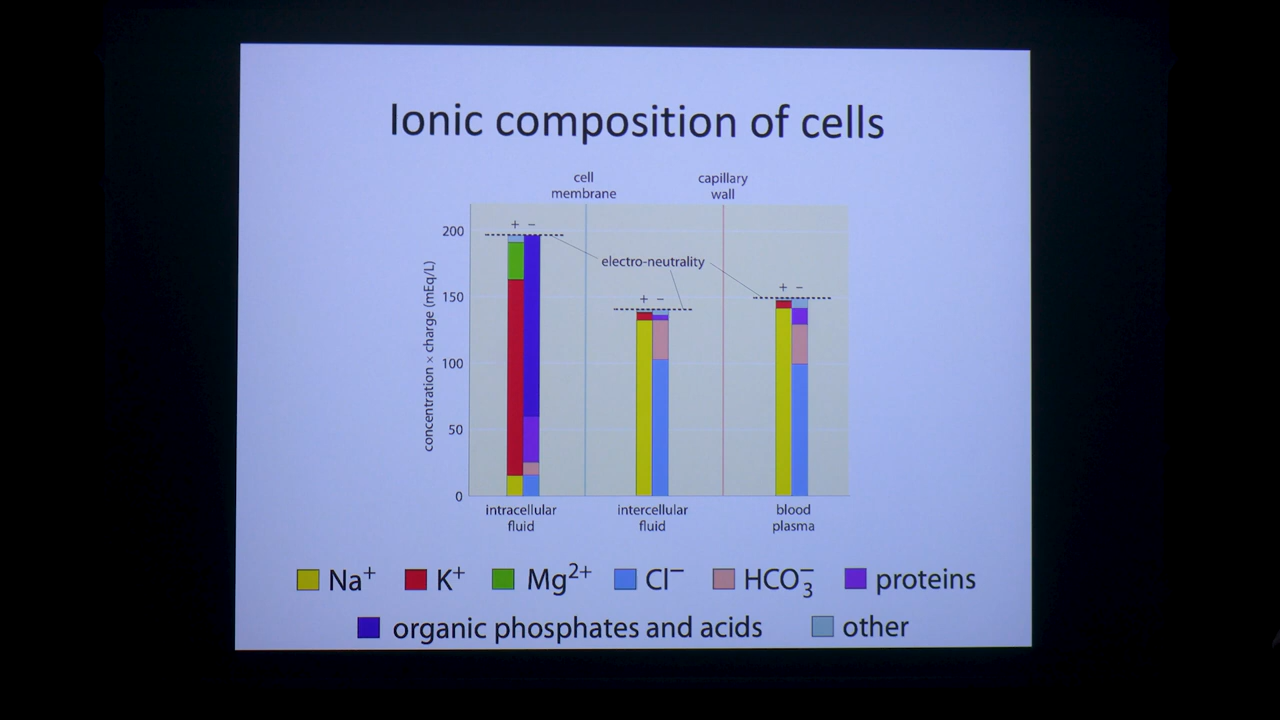 Ionic composition of cells
cell membrane
capillary wall
concentration × charge (mEq/L)
200
150
100
50
0
+ −
electro-neutrality
+ −
+ −
intracellular fluid
intercellular fluid
blood plasma
Na⁺ K⁺ Mg²⁺ Cl⁻ HCO₃⁻ proteins
organic phosphates and acids other